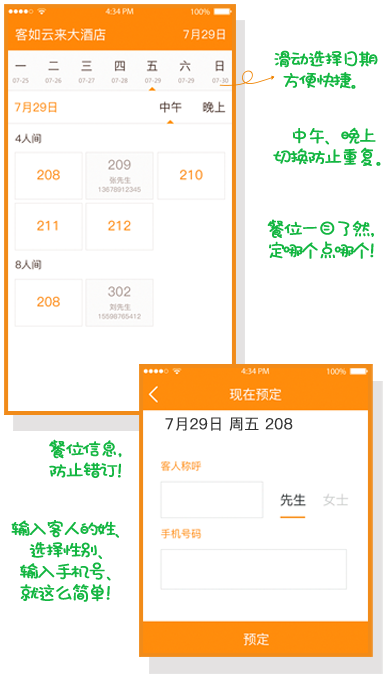 4:34 PM 100%
客如云来大酒店 7月29日
一 二 三 四 五 六 日
07-25 07-26 07-27 07-28 07-29 07-29 07-30
7月29日 中午 晚上
4人间
208 209 210
张先生
13678912345
211 212
8人间
208 302
刘先生
15598765412
滑动选择日期
方便快捷。
中午、晚上
切换防止重复。
餐位一目了然,
定哪个点哪个!
4:34 PM 100%
现在预定
7月29日 周五 208
客人称呼
先生 女士
手机号码
预定
餐位信息,
防止错订!
输入客人的姓、
选择性别、
输入手机号、
就这么简单!